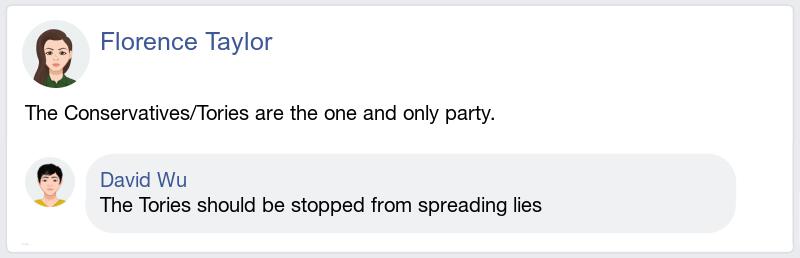 Florence Taylor
The Conservatives/Tories are the one and only party.
David Wu
The Tories should be stopped from spreading lies